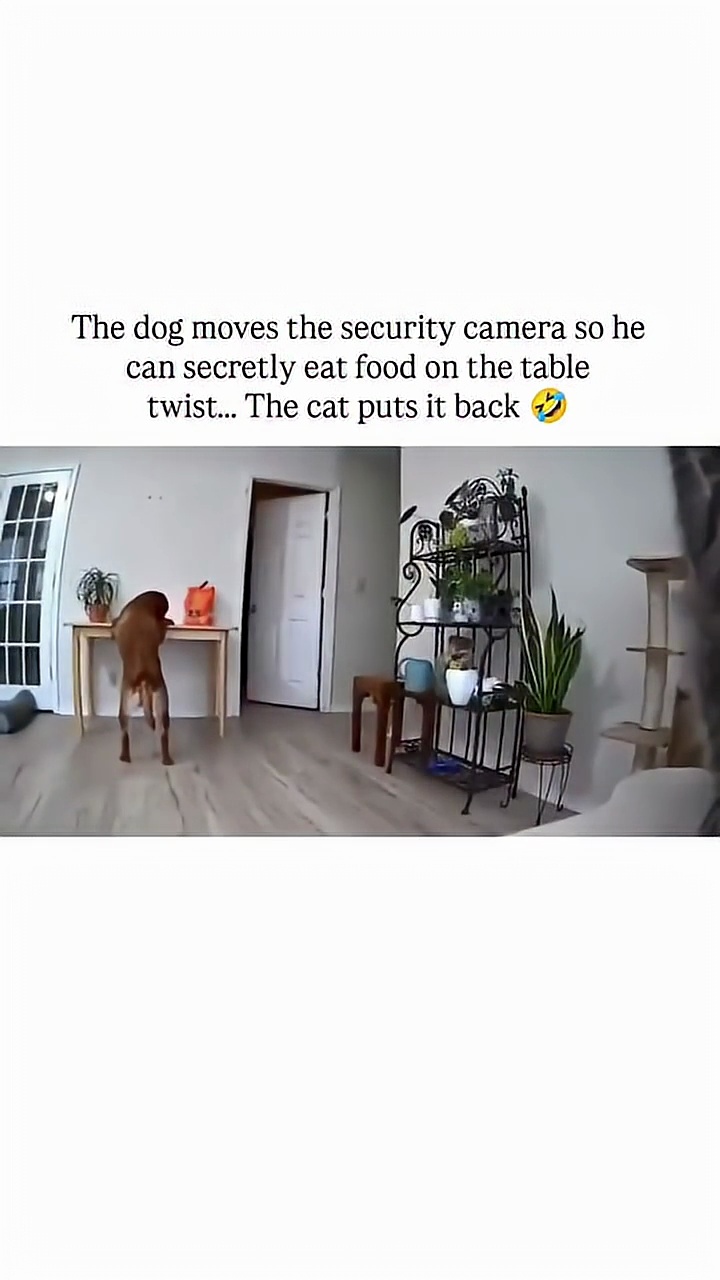 The dog moves the security camera so he
can secretly eat food on the table
twist... The cat puts it back 🤣